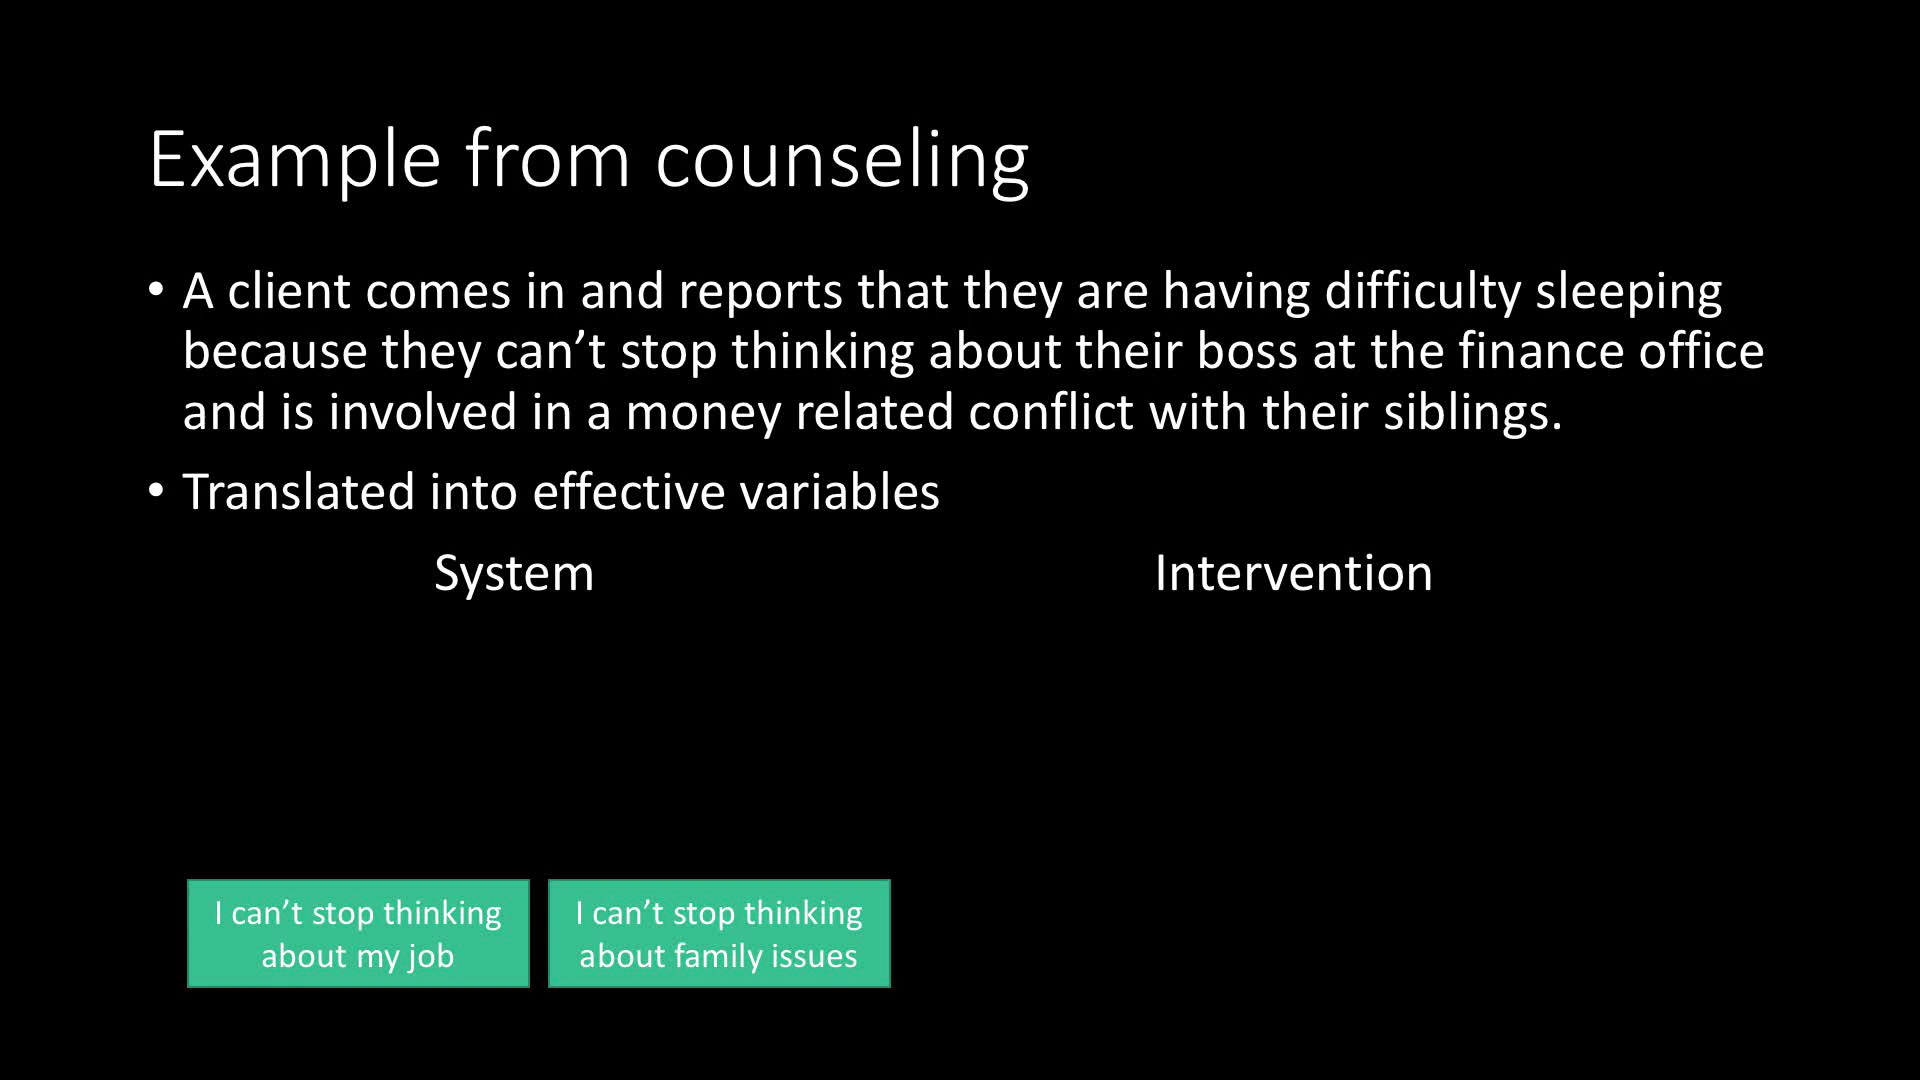 Example from counseling
• A client comes in and reports that they are having difficulty sleeping
because they can’t stop thinking about their boss at the finance office
and is involved in a money related conflict with their siblings.
• Translated into effective variables
System Intervention
I can’t stop thinking
about my job
I can’t stop thinking
about family issues